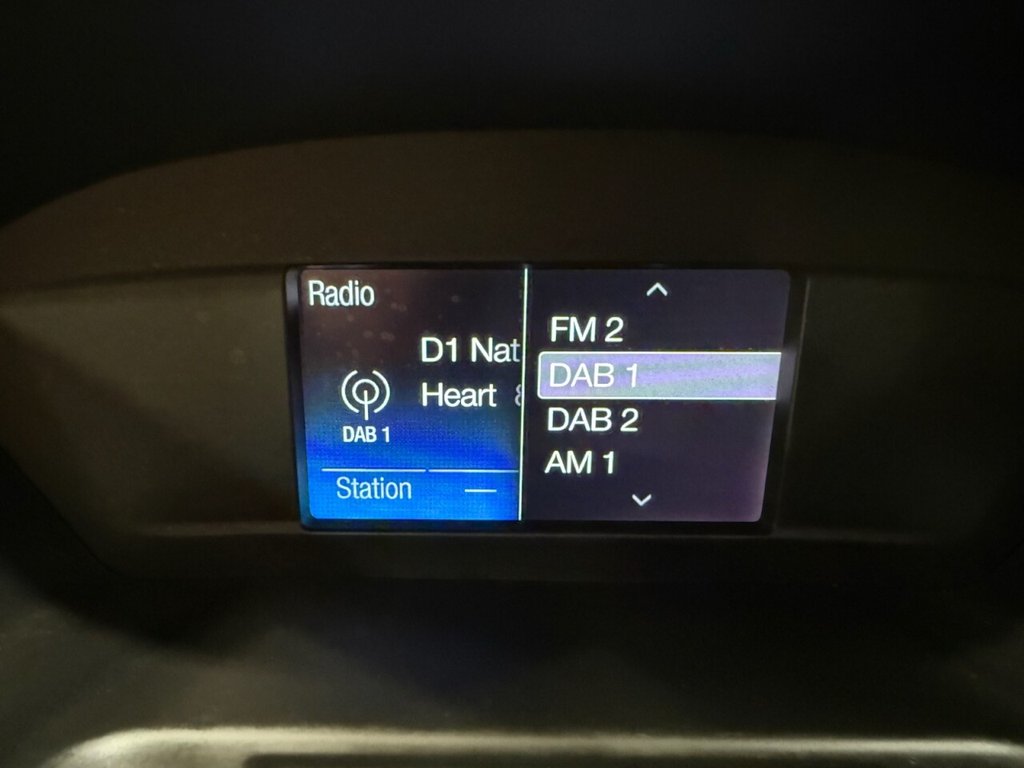 Radio
D1 Nat
Heart
DAB 1
Station
FM 2
DAB 1
DAB 2
AM 1